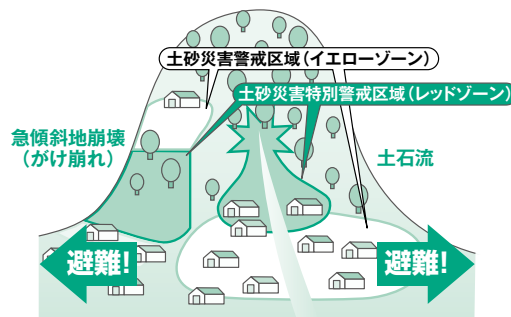 土砂災害警戒区域（イエローゾーン）
土砂災害特別警戒区域（レッドゾーン）
急傾斜地崩壊
（がけ崩れ）
土石流
避難!
避難!